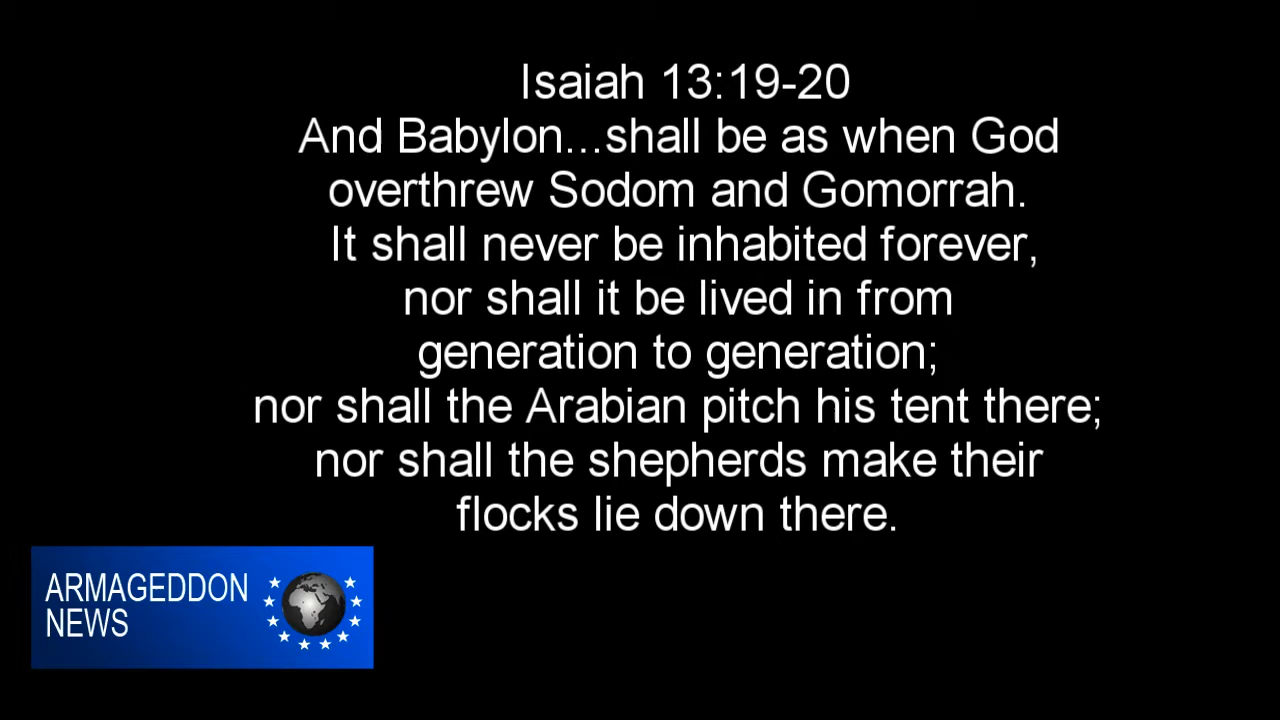 Isaiah 13:19-20
And Babylon...shall be as when God
overthrew Sodom and Gomorrah.
It shall never be inhabited forever,
nor shall it be lived in from
generation to generation;
nor shall the Arabian pitch his tent there;
nor shall the shepherds make their
flocks lie down there.
ARMAGEDDON
NEWS